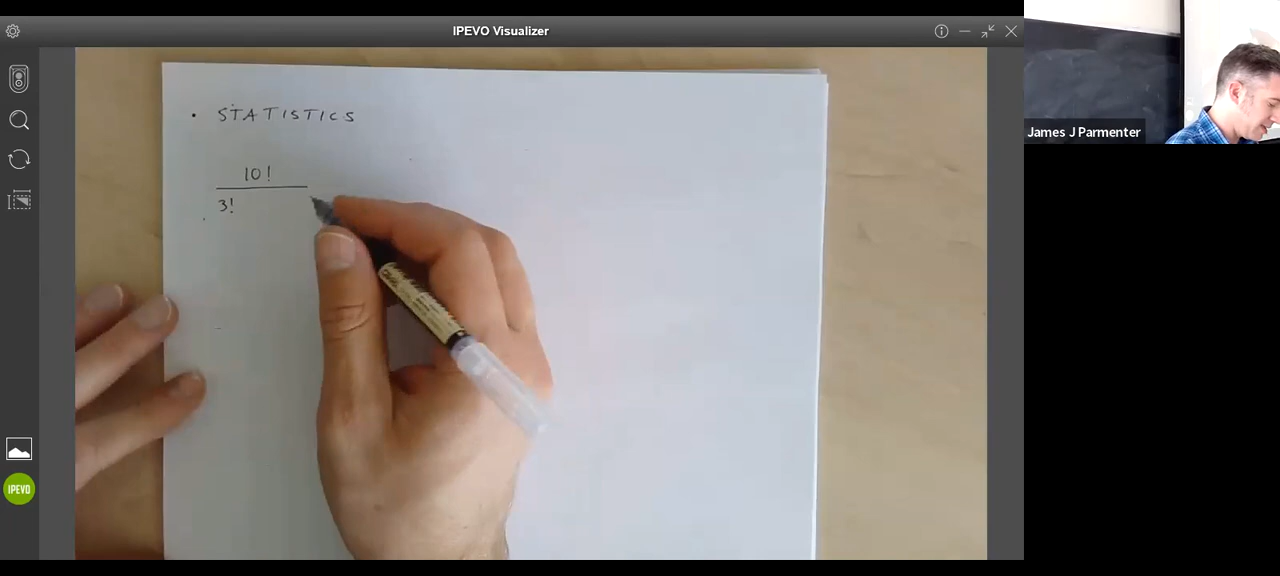 IPEVO Visualizer
• STATISTICS
10!
3!
James J Parmenter
IPEVO